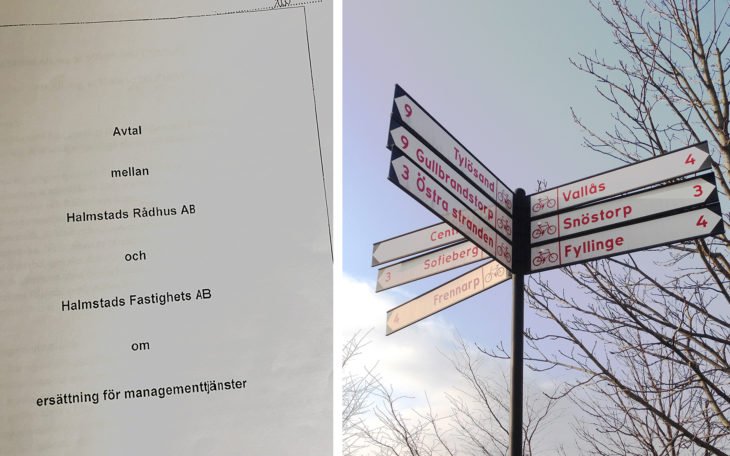 Avtal
mellan
Halmstads Rådhus AB
och
Halmstads Fastighets AB
om
ersättning för managementtjänster
9 Tylösand
9 Gullbrandstorp
3 Östra stranden
3 Sofieberg
4 Frennarp
Vallås 4
Snöstorp 3
Fyllinge 4